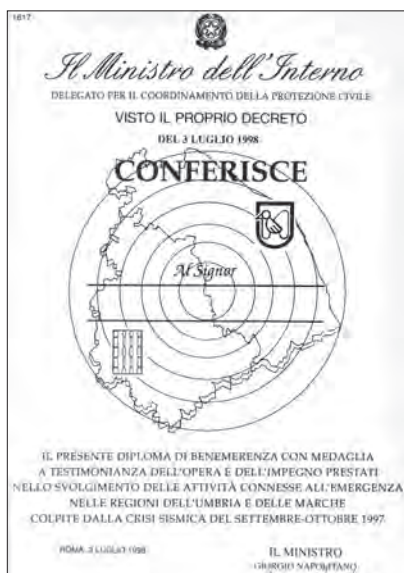 1617
Il Ministro dell'Interno
DELEGATO PER IL COORDINAMENTO DELLA PROTEZIONE CIVILE
VISTO IL PROPRIO DECRETO
DEL 3 LUGLIO 1998
CONFERISCE
Al Signor
IL PRESENTE DIPLOMA DI BENEMERENZA CON MEDAGLIA
A TESTIMONIANZA DELL'OPERA E DELL'IMPEGNO PRESTATI
NELLO SVOLGIMENTO DELLE ATTIVITÀ CONNESSE ALL'EMERGENZA
NELLE REGIONI DELL'UMBRIA E DELLE MARCHE
COLPITE DALLA CRISI SISMICA DEL SETTEMBRE-OTTOBRE 1997
ROMA, 3 LUGLIO 1998
IL MINISTRO
GIORGIO NAPOLITANO